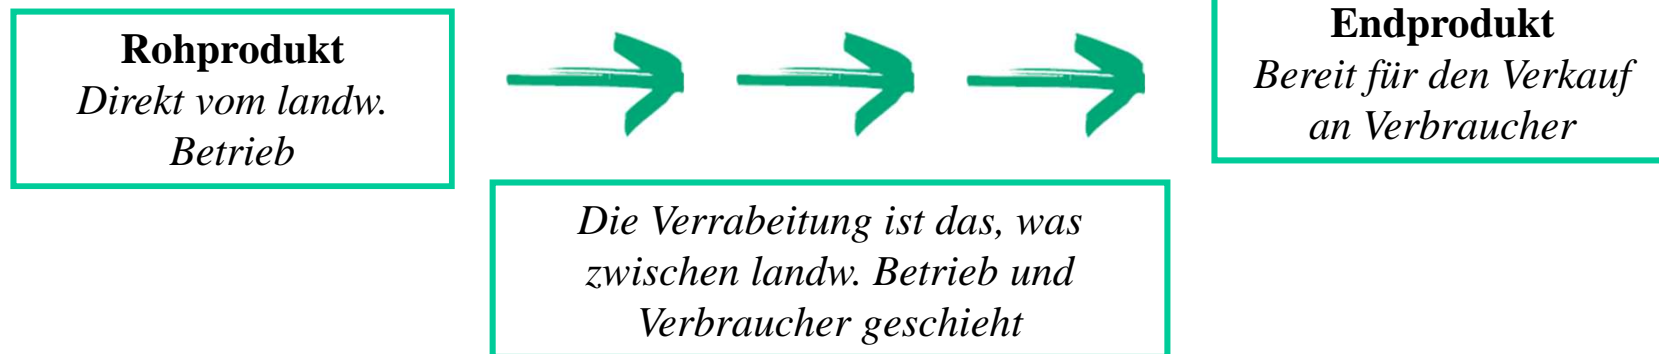 Rohprodukt
Direkt vom landw.
Betrieb
Endprodukt
Bereit für den Verkauf
an Verbraucher
Die Verrabeitung ist das, was
zwischen landw. Betrieb und
Verbraucher geschieht